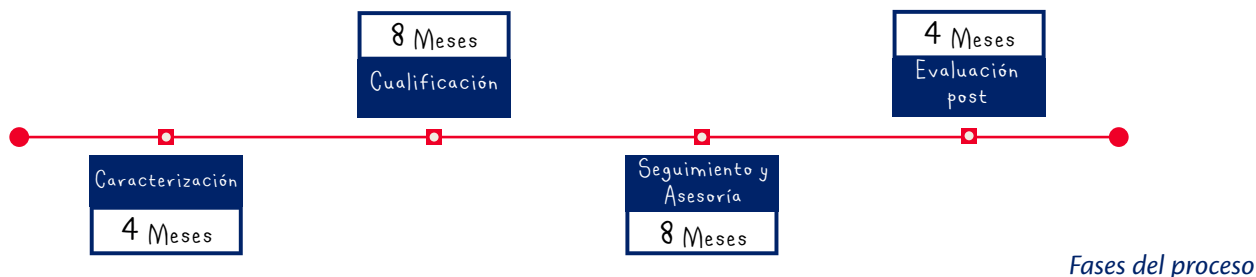 8 Meses
Cualificación
4 Meses
Evaluación
post
Caracterización
4 Meses
Seguimiento y
Asesoría
8 Meses
Fases del proceso